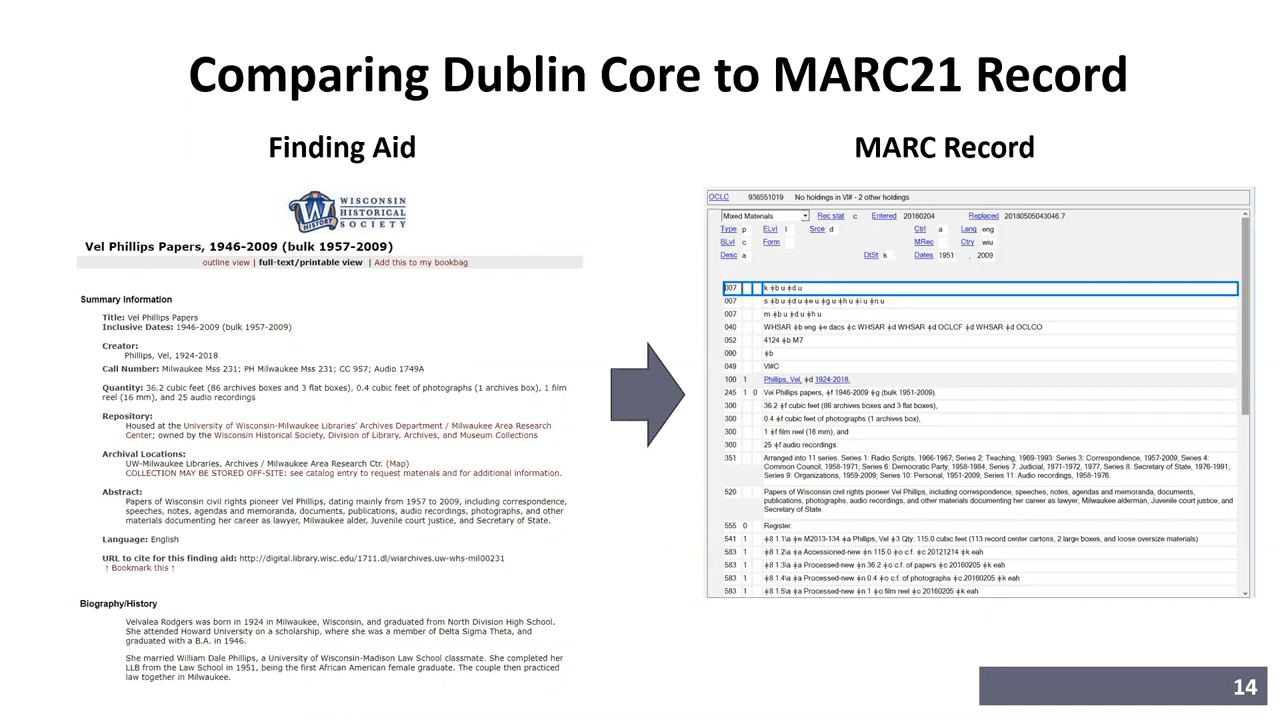 Comparing Dublin Core to MARC21 Record
Finding Aid
WISCONSIN
HISTORICAL
SOCIETY
HISTORY
Vel Phillips Papers, 1946-2009 (bulk 1957-2009)
outline view | full-text/printable view | Add this to my bookbag
Summary Information
Title: Vel Phillips Papers
Inclusive Dates: 1946-2009 (bulk 1957-2009)
Creator:
Phillips, Vel, 1924-2018
Call Number: Milwaukee Mss 231; PH Milwaukee Mss 231; CC 957; Audio 1749A
Quantity: 36.2 cubic feet (86 archives boxes and 3 flat boxes), 0.4 cubic feet of photographs (1 archives box), 1 film
reel (16 mm), and 25 audio recordings
Repository:
Housed at the University of Wisconsin-Milwaukee Libraries' Archives Department / Milwaukee Area Research
Center; owned by the Wisconsin Historical Society, Division of Library, Archives, and Museum Collections
Archival Locations:
UW-Milwaukee Libraries, Archives / Milwaukee Area Research Ctr. (Map)
COLLECTION MAY BE STORED OFF-SITE: see catalog entry to request materials and for additional information.
Abstract:
Papers of Wisconsin civil rights pioneer Vel Phillips, dating mainly from 1957 to 2009, including correspondence,
speeches, notes, agendas and memoranda, documents, publications, audio recordings, photographs, and other
materials documenting her career as lawyer, Milwaukee alder, Juvenile court justice, and Secretary of State.
Language: English
URL to cite for this finding aid: http://digital.library.wisc.edu/1711.dl/wiarchives.uw-whs-mil00231
↑ Bookmark this ↑
Biography/History
Velvalea Rodgers was born in 1924 in Milwaukee, Wisconsin, and graduated from North Division High School.
She attended Howard University on a scholarship, where she was a member of Delta Sigma Theta, and
graduated with a B.A. in 1946.
She married William Dale Phillips, a University of Wisconsin-Madison Law School classmate. She completed her
LLB from the Law School in 1951, being the first African American female graduate. The couple then practiced
law together in Milwaukee.
MARC Record
OCLC 936551019 No holdings in VI# - 2 other holdings
Mixed Materials Rec stat c Entered 20160204 Replaced 20180505043046.7
Type p ELvl I Srce d Ctrl a Lang eng
BLvl c Form MRec Ctry wiu
Desc a DtSt k Dates 1951 , 2009
007 k ǂb u ǂd u
007 s ǂb u ǂd u ǂe u ǂg u ǂh u ǂi u ǂn u
007 m ǂb u ǂd u ǂh u
040 WHSAR ǂb eng ǂe dacs ǂc WHSAR ǂd WHSAR ǂd OCLCF ǂd WHSAR ǂd OCLCO
052 4124 ǂb M7
090 ǂb
049 VI#C
100 1 Phillips, Vel, ǂd 1924-2018.
245 1 0 Vel Phillips papers, ǂf 1946-2009 ǂg (bulk 1951-2009).
300 36.2 ǂf cubic feet (86 archives boxes and 3 flat boxes),
300 0.4 ǂf cubic feet of photographs (1 archives box),
300 1 ǂf film reel (16 mm), and
300 25 ǂf audio recordings.
351 Arranged into 11 series. Series 1: Radio Scripts, 1966-1967; Series 2: Teaching, 1969-1993; Series 3: Correspondence, 1957-2009; Series 4:
Common Council, 1958-1971; Series 6: Democratic Party, 1958-1984; Series 7: Judicial, 1971-1972, 1977; Series 8: Secretary of State, 1976-1991;
Series 9: Organizations, 1959-2009; Series 10: Personal, 1951-2009; Series 11: Audio recordings, 1958-1976.
520 Papers of Wisconsin civil rights pioneer Vel Phillips, including correspondence, speeches, notes, agendas and memoranda, documents,
publications, photographs, audio recordings, and other materials documenting her career as lawyer, Milwaukee alderman, Juvenile court justice, and
Secretary of State.
555 0 Register.
541 1 ǂ8 1.1\a ǂe M2013-134 ǂa Phillips, Vel ǂ3 Qty: 115.0 cubic feet (113 record center cartons, 2 large boxes, and loose oversize materials)
583 1 ǂ8 1.2\a ǂa Accessioned-new ǂn 115.0 ǂo c.f. ǂc 20121214 ǂk eah
583 1 ǂ8 1.3\a ǂa Processed-new ǂn 36.2 ǂo c.f. of papers ǂc 20160205 ǂk eah
583 1 ǂ8 1.4\a ǂa Processed-new ǂn 0.4 ǂo c.f. of photographs ǂc 20160205 ǂk eah
583 1 ǂ8 1.5\a ǂa Processed-new ǂn 1 ǂo film reel ǂc 20160205 ǂk eah
14